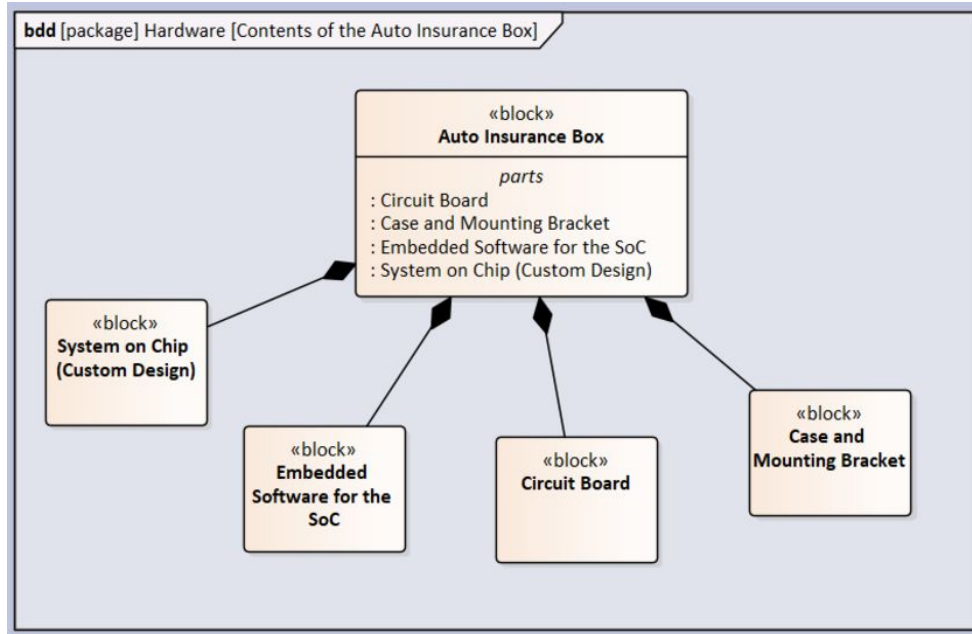 bdd [package] Hardware [Contents of the Auto Insurance Box]
«block»
Auto Insurance Box
parts
: Circuit Board
: Case and Mounting Bracket
: Embedded Software for the SoC
: System on Chip (Custom Design)
«block»
System on Chip
(Custom Design)
«block»
Embedded
Software for the
SoC
«block»
Circuit Board
«block»
Case and
Mounting Bracket